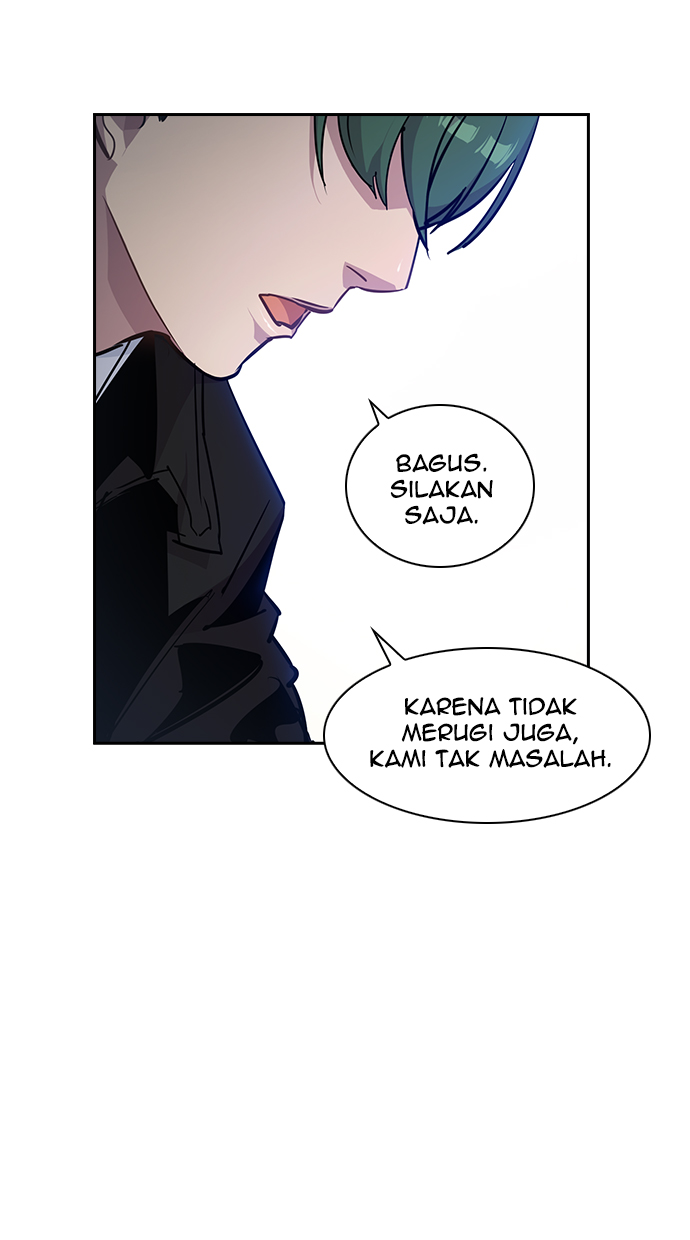 BAGUS.
SILAKAN
SAJA.
KARENA TIDAK
MERUGI JUGA,
KAMI TAK MASALAH.